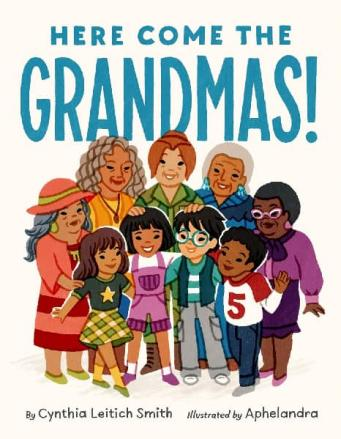 HERE COME THE
GRANDMAS!
5
By Cynthia Leitich Smith Illustrated by Aphelandra